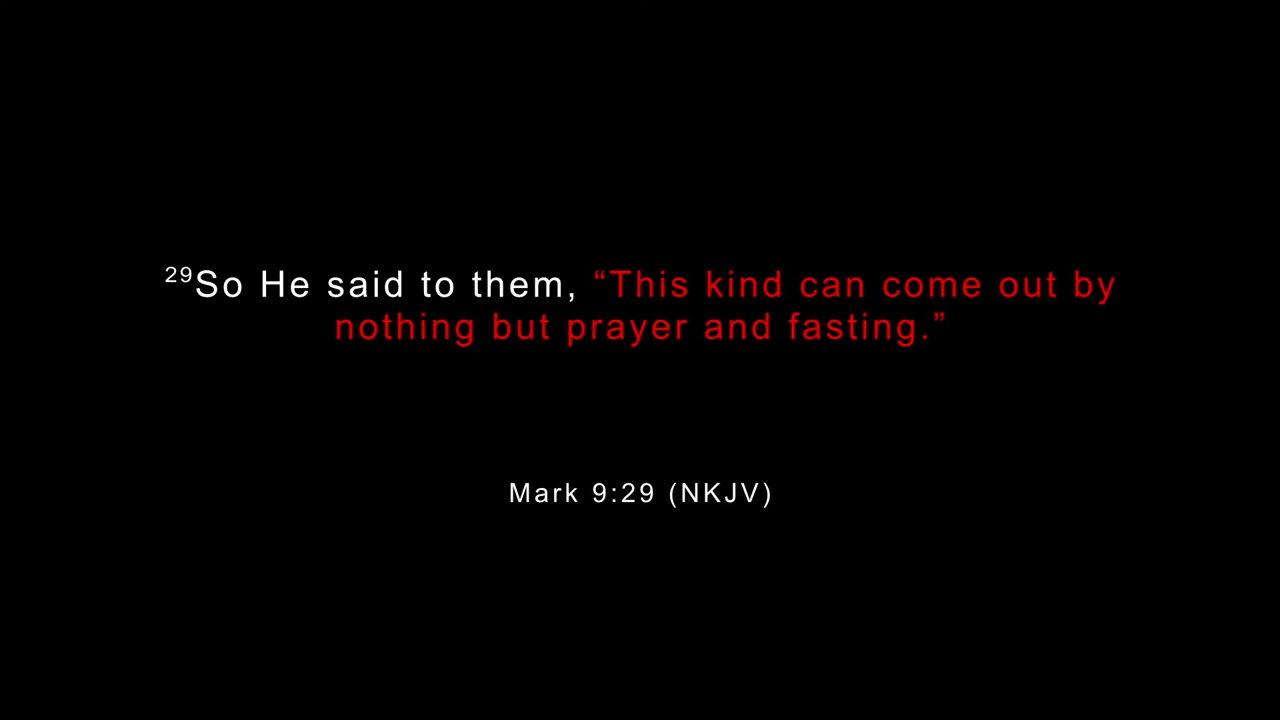 ²⁹So He said to them, “This kind can come out by
nothing but prayer and fasting.”
Mark 9:29 (NKJV)